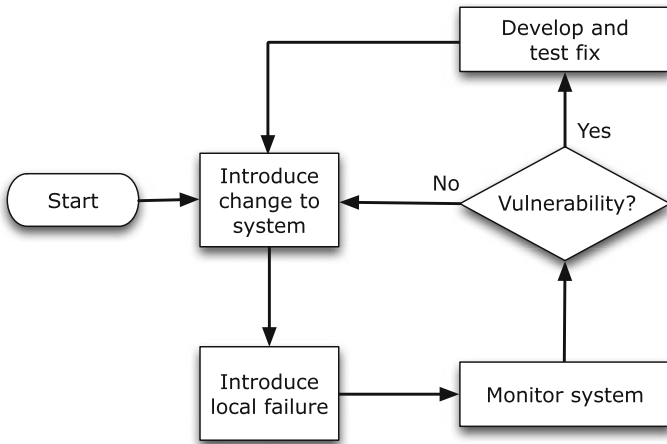 Develop and
test fix
Yes
Introduce
change to
system
No
Start
Vulnerability?
Introduce
local failure
Monitor system